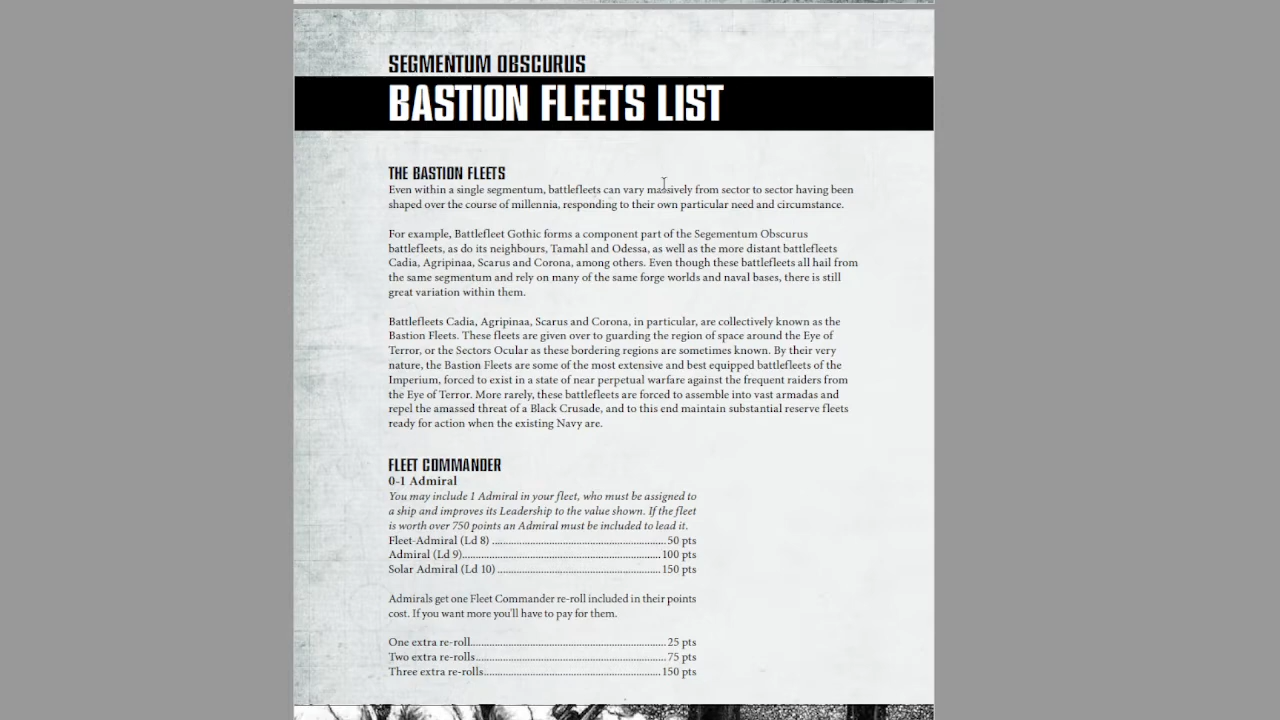 SEGMENTUM OBSCURUS
BASTION FLEETS LIST
THE BASTION FLEETS
Even within a single segmentum, battlefleets can vary massively from sector to sector having been
shaped over the course of millennia, responding to their own particular need and circumstance.
For example, Battlefleet Gothic forms a component part of the Segementum Obscurus
battlefleets, as do its neighbours, Tamahl and Odessa, as well as the more distant battlefleets
Cadia, Agripinaa, Scarus and Corona, among others. Even though these battlefleets all hail from
the same segmentum and rely on many of the same forge worlds and naval bases, there is still
great variation within them.
Battlefleets Cadia, Agripinaa, Scarus and Corona, in particular, are collectively known as the
Bastion Fleets. These fleets are given over to guarding the region of space around the Eye of
Terror, or the Sectors Ocular as these bordering regions are sometimes known. By their very
nature, the Bastion Fleets are some of the most extensive and best equipped battlefleets of the
Imperium, forced to exist in a state of near perpetual warfare against the frequent raiders from
the Eye of Terror. More rarely, these battlefleets are forced to assemble into vast armadas and
repel the amassed threat of a Black Crusade, and to this end maintain substantial reserve fleets
ready for action when the existing Navy are.
FLEET COMMANDER
0-1 Admiral
You may include 1 Admiral in your fleet, who must be assigned to
a ship and improves its Leadership to the value shown. If the fleet
is worth over 750 points an Admiral must be included to lead it.
Fleet-Admiral (Ld 8) ................................................................ 50 pts
Admiral (Ld 9)......................................................................... 100 pts
Solar Admiral (Ld 10) ............................................................ 150 pts
Admirals get one Fleet Commander re-roll included in their points
cost. If you want more you'll have to pay for them.
One extra re-roll....................................................................... 25 pts
Two extra re-rolls..................................................................... 75 pts
Three extra re-rolls................................................................. 150 pts